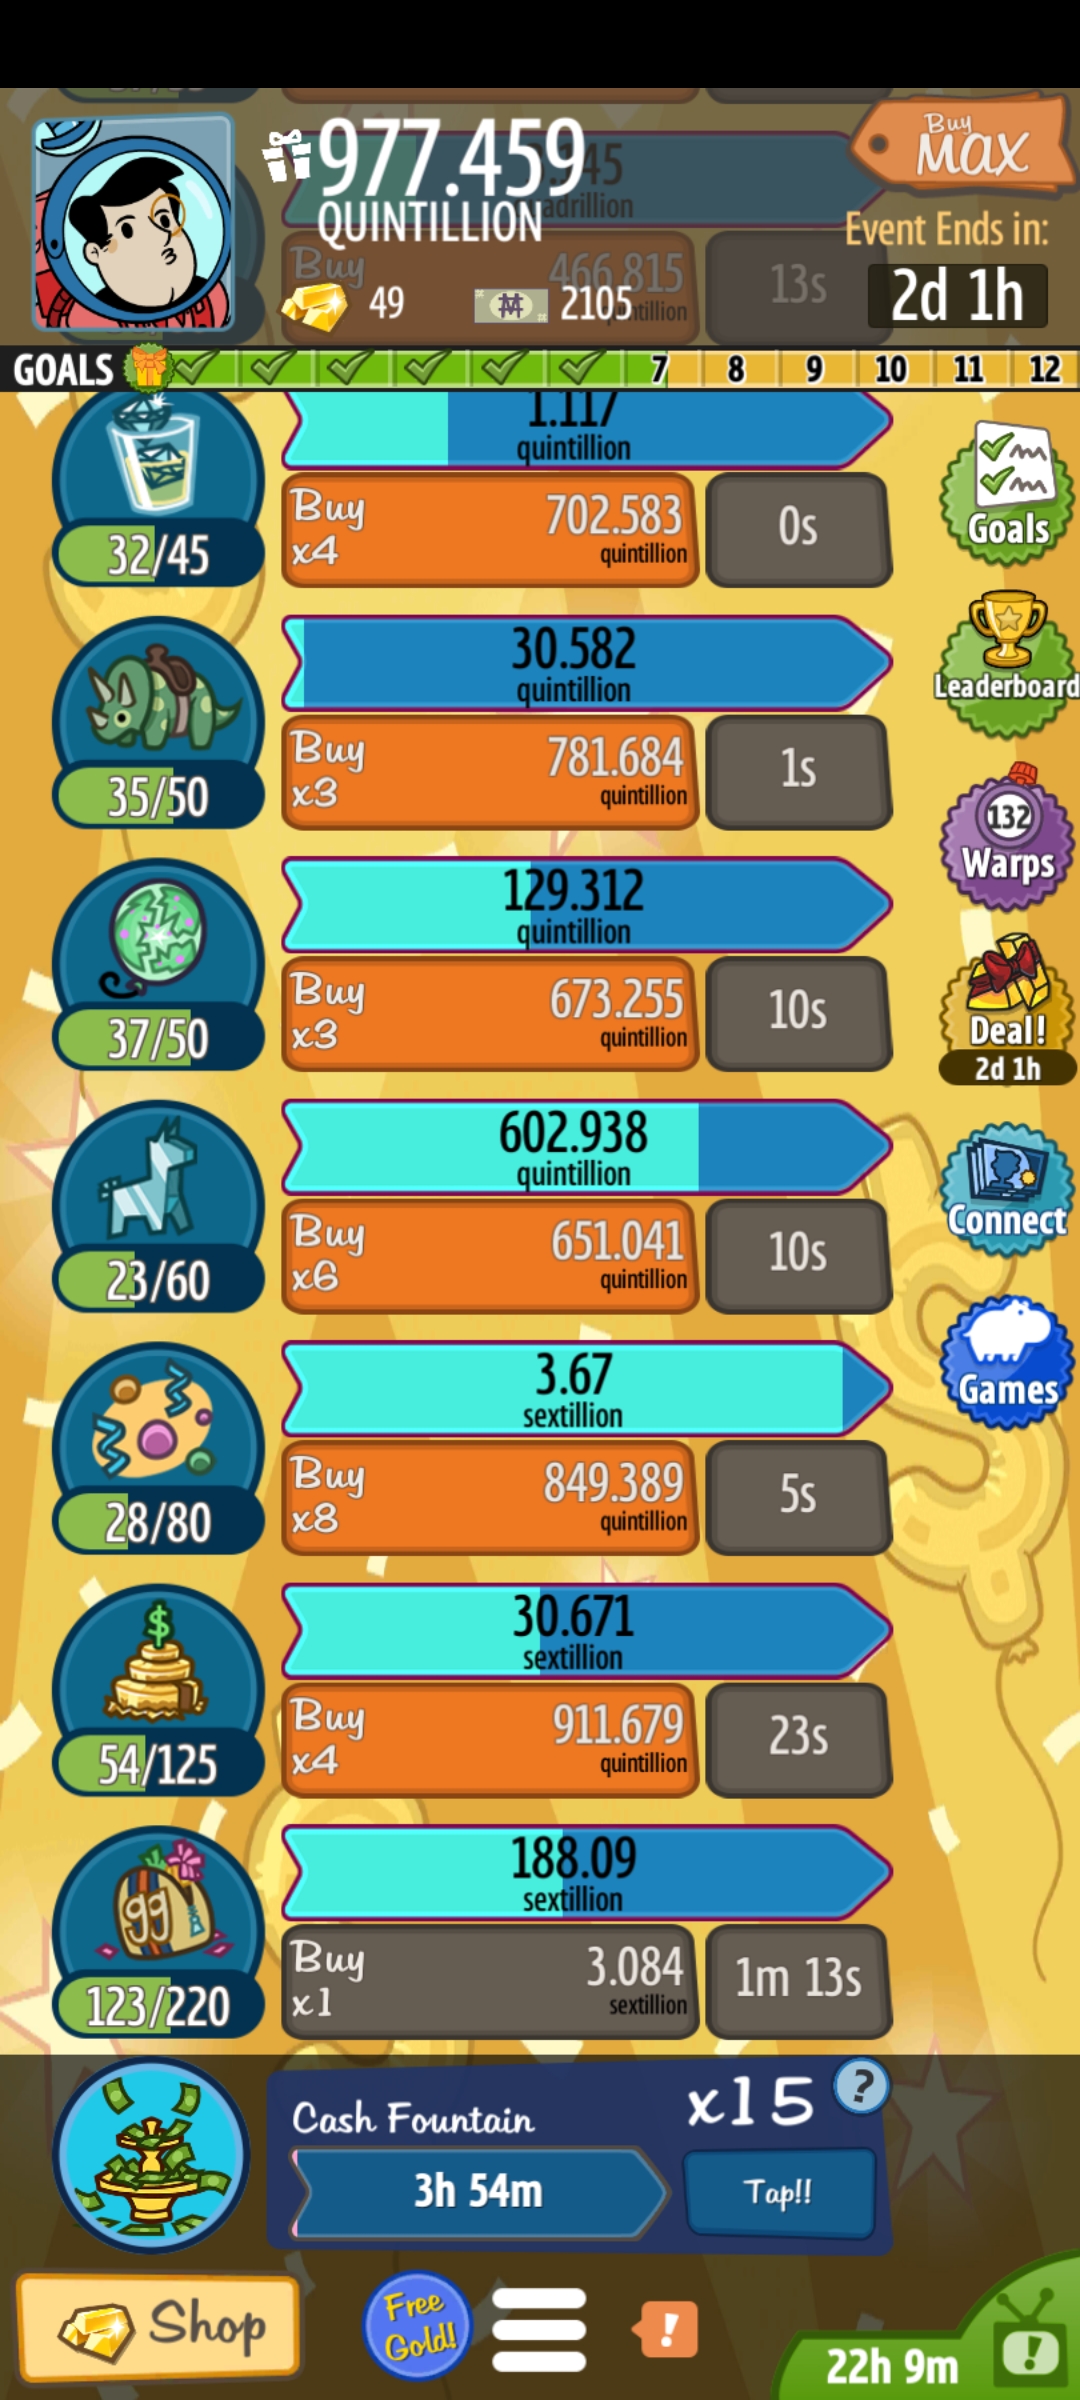 977.459
QUINTILLION
49
2105
Buy
MAX
Event Ends in:
2d 1h
Buy
466.815
13s
GOALS
7 8 9 10 11 12
1.117
quintillion
32/45
Buy
x4
702.583
quintillion
0s
Goals
30.582
quintillion
35/50
Buy
x3
781.684
quintillion
1s
Leaderboard
129.312
quintillion
37/50
Buy
x3
673.255
quintillion
10s
132
Warps
Deal!
2d 1h
602.938
quintillion
23/60
Buy
x6
651.041
quintillion
10s
Connect
3.67
sextillion
28/80
Buy
x8
849.389
quintillion
5s
Games
$
30.671
sextillion
54/125
Buy
x4
911.679
quintillion
23s
99
188.09
sextillion
123/220
Buy
x1
3.084
sextillion
1m 13s
Cash Fountain
x15
?
3h 54m
Tap!!
Shop
Free
Gold!
!
22h 9m
!